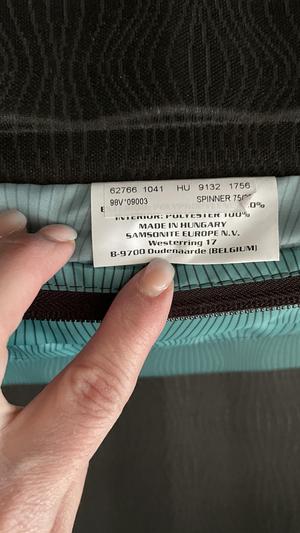 62766 1041 HU 9132 1756
98V*09003 SPINNER 75/
.0%
INTERIOR: POLYESTER 100%
MADE IN HUNGARY
SAMSONITE EUROPE N.V.
Westerring 17
B-9700 Oudenaarde (BELGIUM)